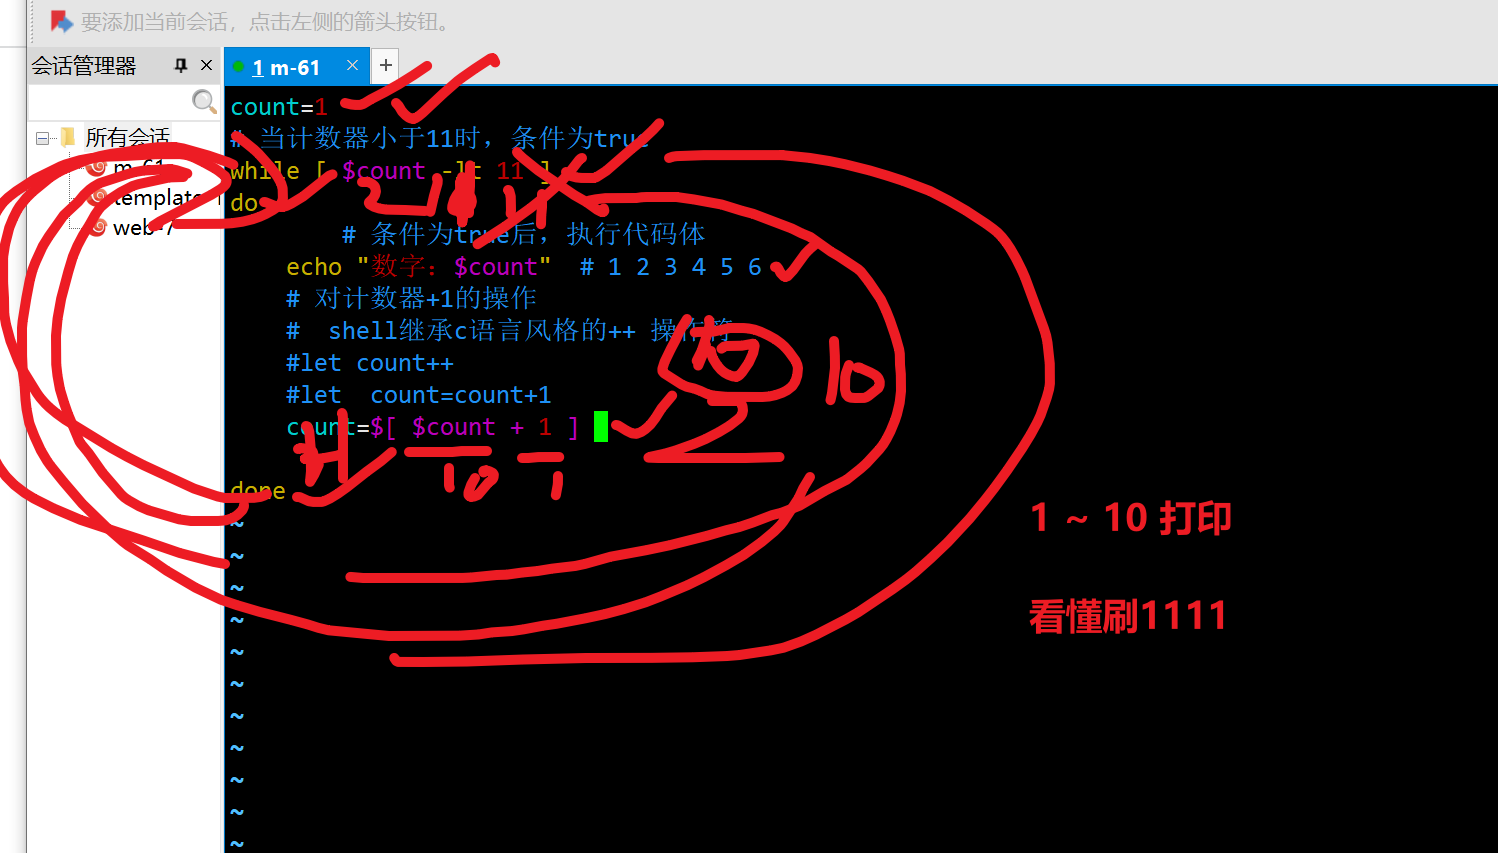 要添加当前会话，点击左侧的箭头按钮。
会话管理器
1 m-61
所有会话
m-61
template
web-7
count=1
# 当计数器小于11时，条件为true
while [ $count -lt 11 ]
do
# 条件为true后，执行代码体
echo "数字：$count"  # 1 2 3 4 5 6
# 对计数器+1的操作
#  shell继承c语言风格的++ 操作符
#let count++
#let  count=count+1
count=$[ $count + 1 ]
done
~
~
~
~
~
~
~
~
~
~
~
10
2
1 ~ 10 打印
看懂刷1111